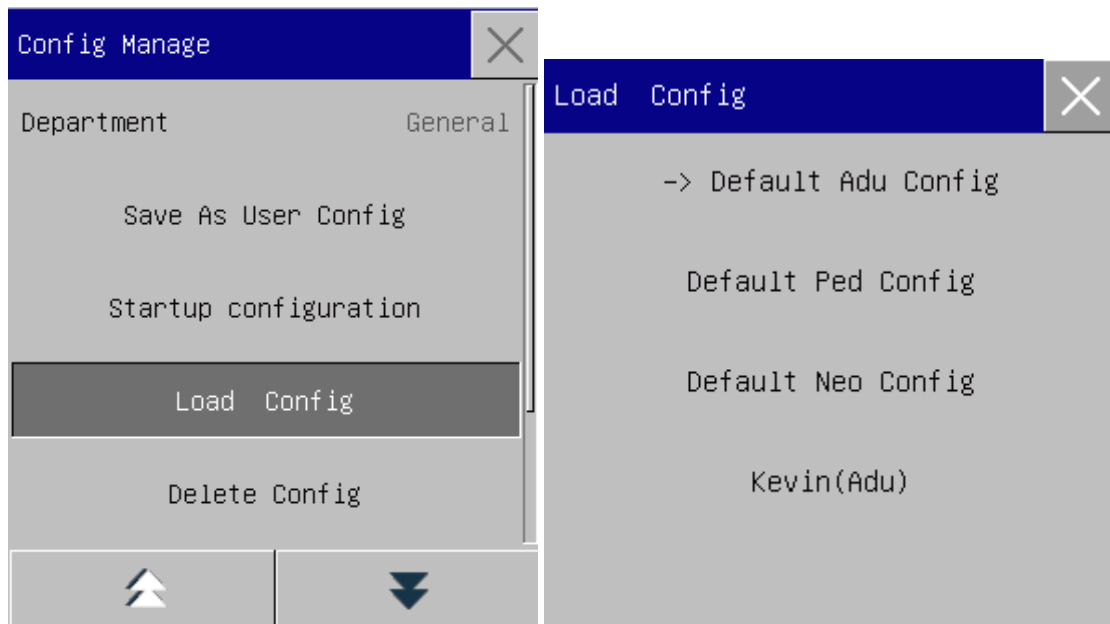 Config Manage
Department General
Save As User Config
Startup configuration
Load Config
Delete Config
Load Config
-> Default Adu Config
Default Ped Config
Default Neo Config
Kevin(Adu)